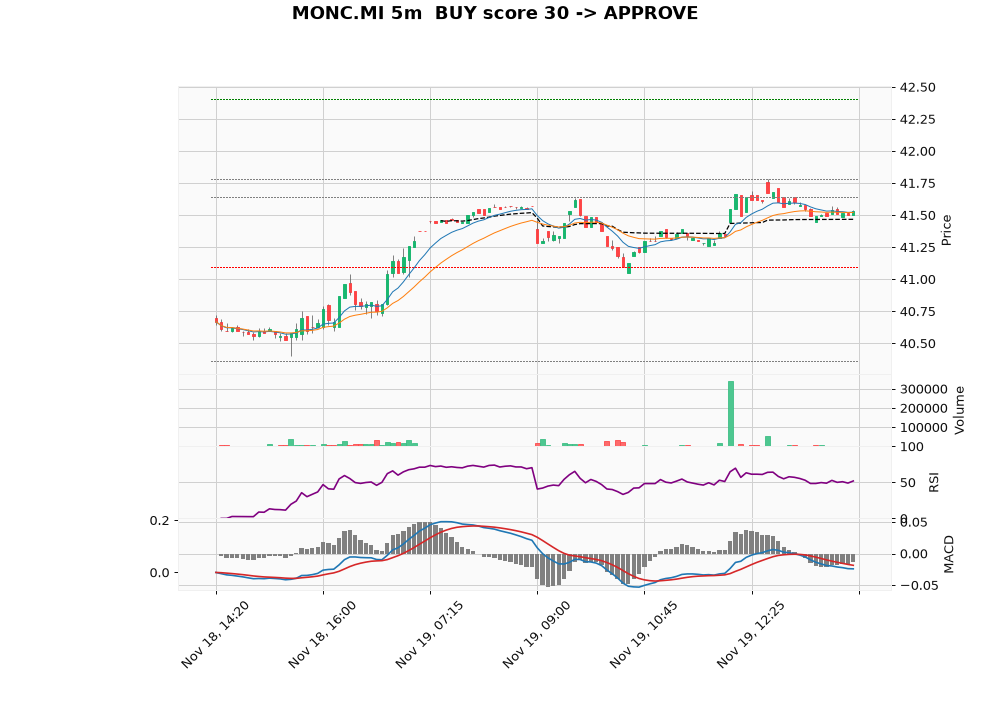 MONC.MI 5m  BUY score 30 -> APPROVE
42.50
42.25
42.00
41.75
41.50
41.25
41.00
40.75
40.50
Price
300000
200000
100000
Volume
100
50
0
RSI
0.2
0.0
0.05
0.00
−0.05
MACD
Nov 18, 14:20
Nov 18, 16:00
Nov 19, 07:15
Nov 19, 09:00
Nov 19, 10:45
Nov 19, 12:25